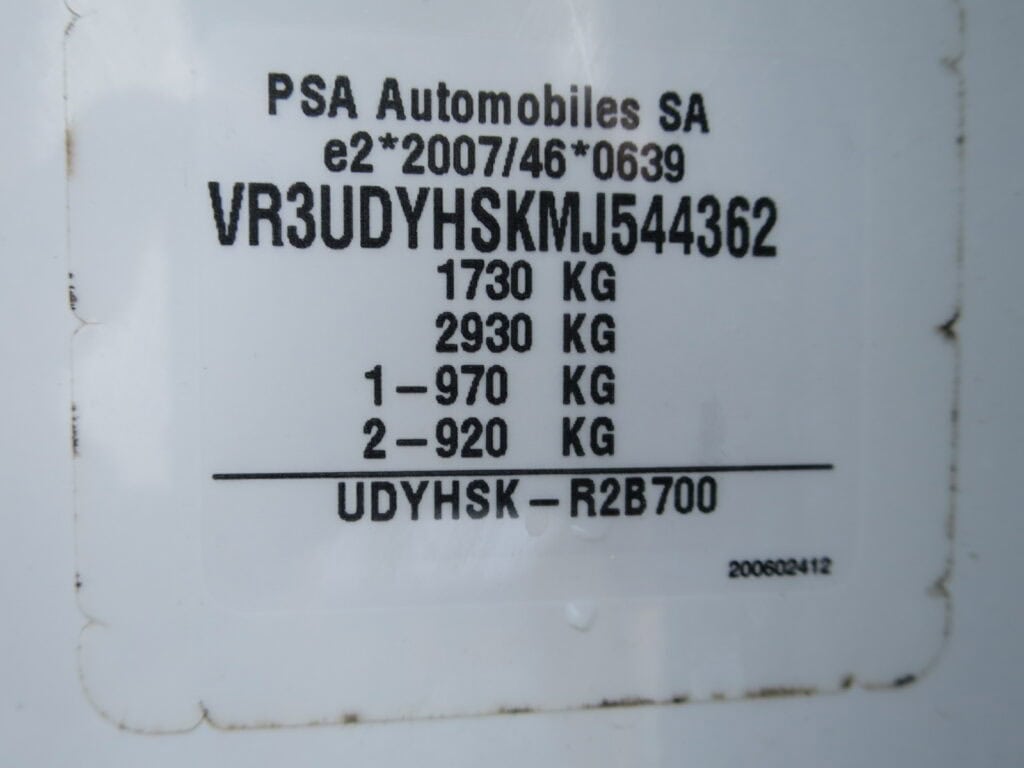 PSA Automobiles SA
e2*2007/46*0639
VR3UDYHSKMJ544362
1730 KG
2930 KG
1-970 KG
2-920 KG
UDYHSK-R2B700
200602412